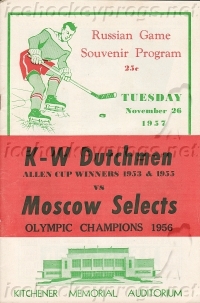 Russian Game
Souvenir Program
25¢
TUESDAY
November 26
1957
K-W Dutchmen
ALLEN CUP WINNERS 1953 & 1955
vs
Moscow Selects
OLYMPIC CHAMPIONS 1956
KITCHENER MEMORIAL AUDITORIUM